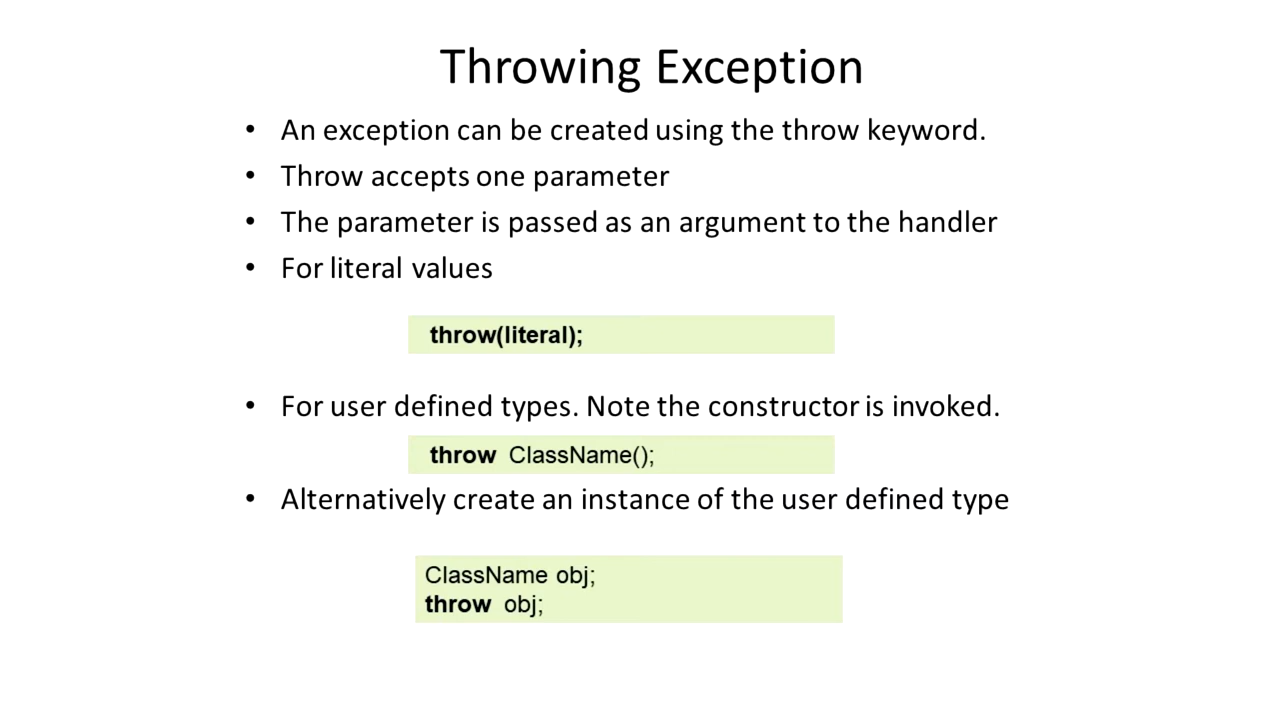 Throwing Exception
• An exception can be created using the throw keyword.
• Throw accepts one parameter
• The parameter is passed as an argument to the handler
• For literal values
throw(literal);
• For user defined types. Note the constructor is invoked.
throw ClassName();
• Alternatively create an instance of the user defined type
ClassName obj;
throw obj;